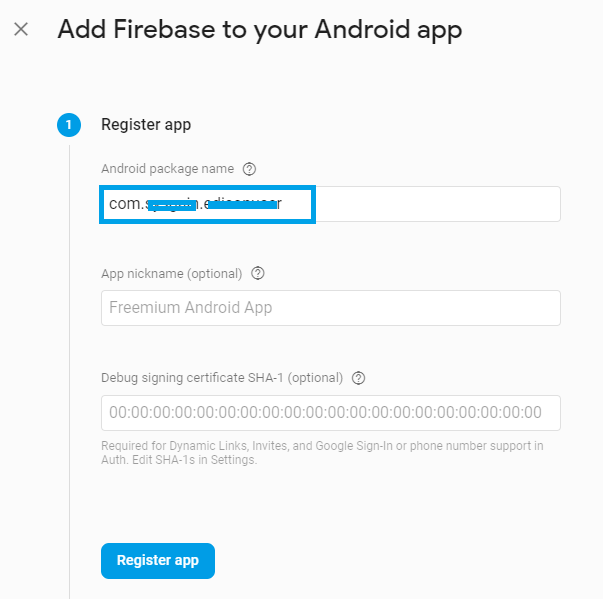 Add Firebase to your Android app
1
Register app
Android package name
com.
App nickname (optional)
Freemium Android App
Debug signing certificate SHA-1 (optional)
00:00:00:00:00:00:00:00:00:00:00:00:00:00:00:00:00:00:00:00
Required for Dynamic Links, Invites, and Google Sign-In or phone number support in
Auth. Edit SHA-1s in Settings.
Register app